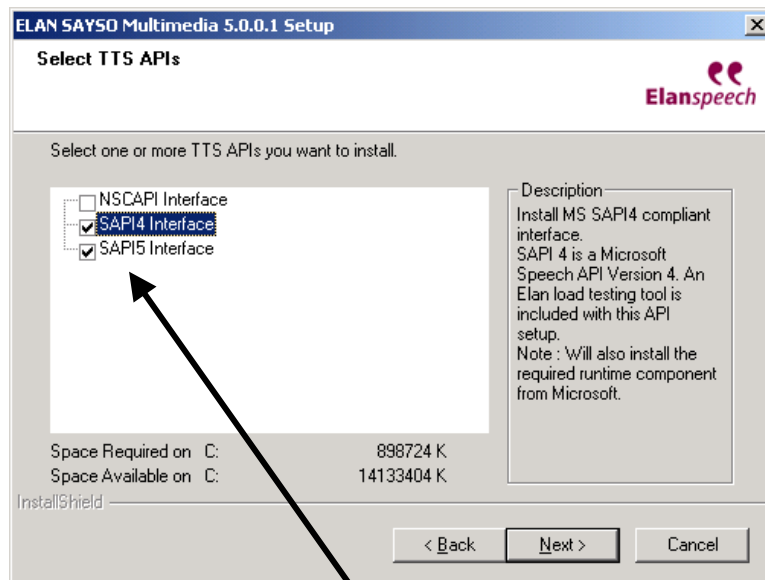 ELAN SAYSO Multimedia 5.0.0.1 Setup
Select TTS APIs
Elanspeech
Select one or more TTS APIs you want to install.
NSCAPI Interface
SAPI4 Interface
SAPI5 Interface
Description
Install MS SAPI4 compliant
interface.
SAPI 4 is a Microsoft
Speech API Version 4. An
Elan load testing tool is
included with this API
setup.
Note : Will also install the
required runtime component
from Microsoft.
Space Required on C: 898724 K
Space Available on C: 14133404 K
InstallShield
< Back Next > Cancel